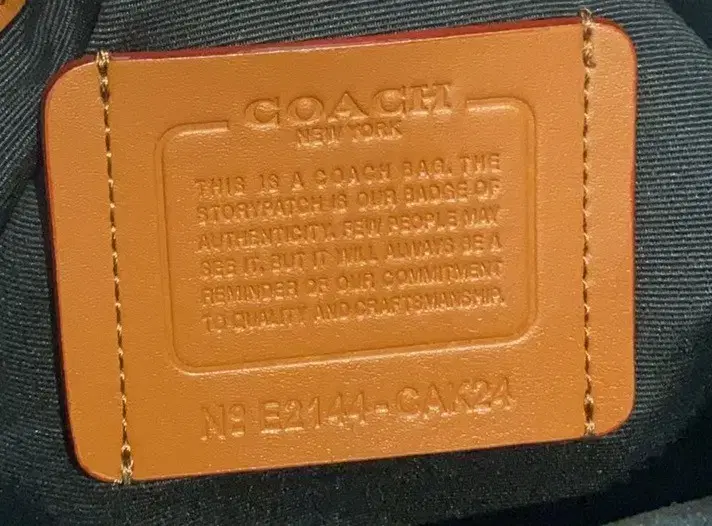 COACH
NEW YORK
THIS IS A COACH BAG. THE
STORYPATCH IS OUR BADGE OF
AUTHENTICITY. FEW PEOPLE MAY
SEE IT, BUT IT WILL ALWAYS BE A
REMINDER OF OUR COMMITMENT
TO QUALITY AND CRAFTSMANSHIP.
Nº E2144-CAK24